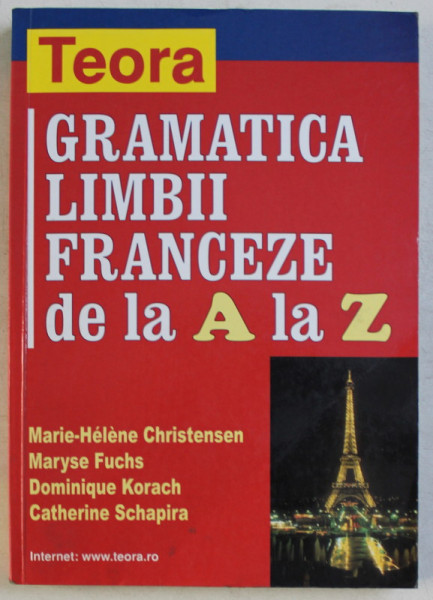 Teora
GRAMATICA
LIMBII
FRANCEZE
de la A la Z
Marie-Hélène Christensen
Maryse Fuchs
Dominique Korach
Catherine Schapira
Internet: www.teora.ro